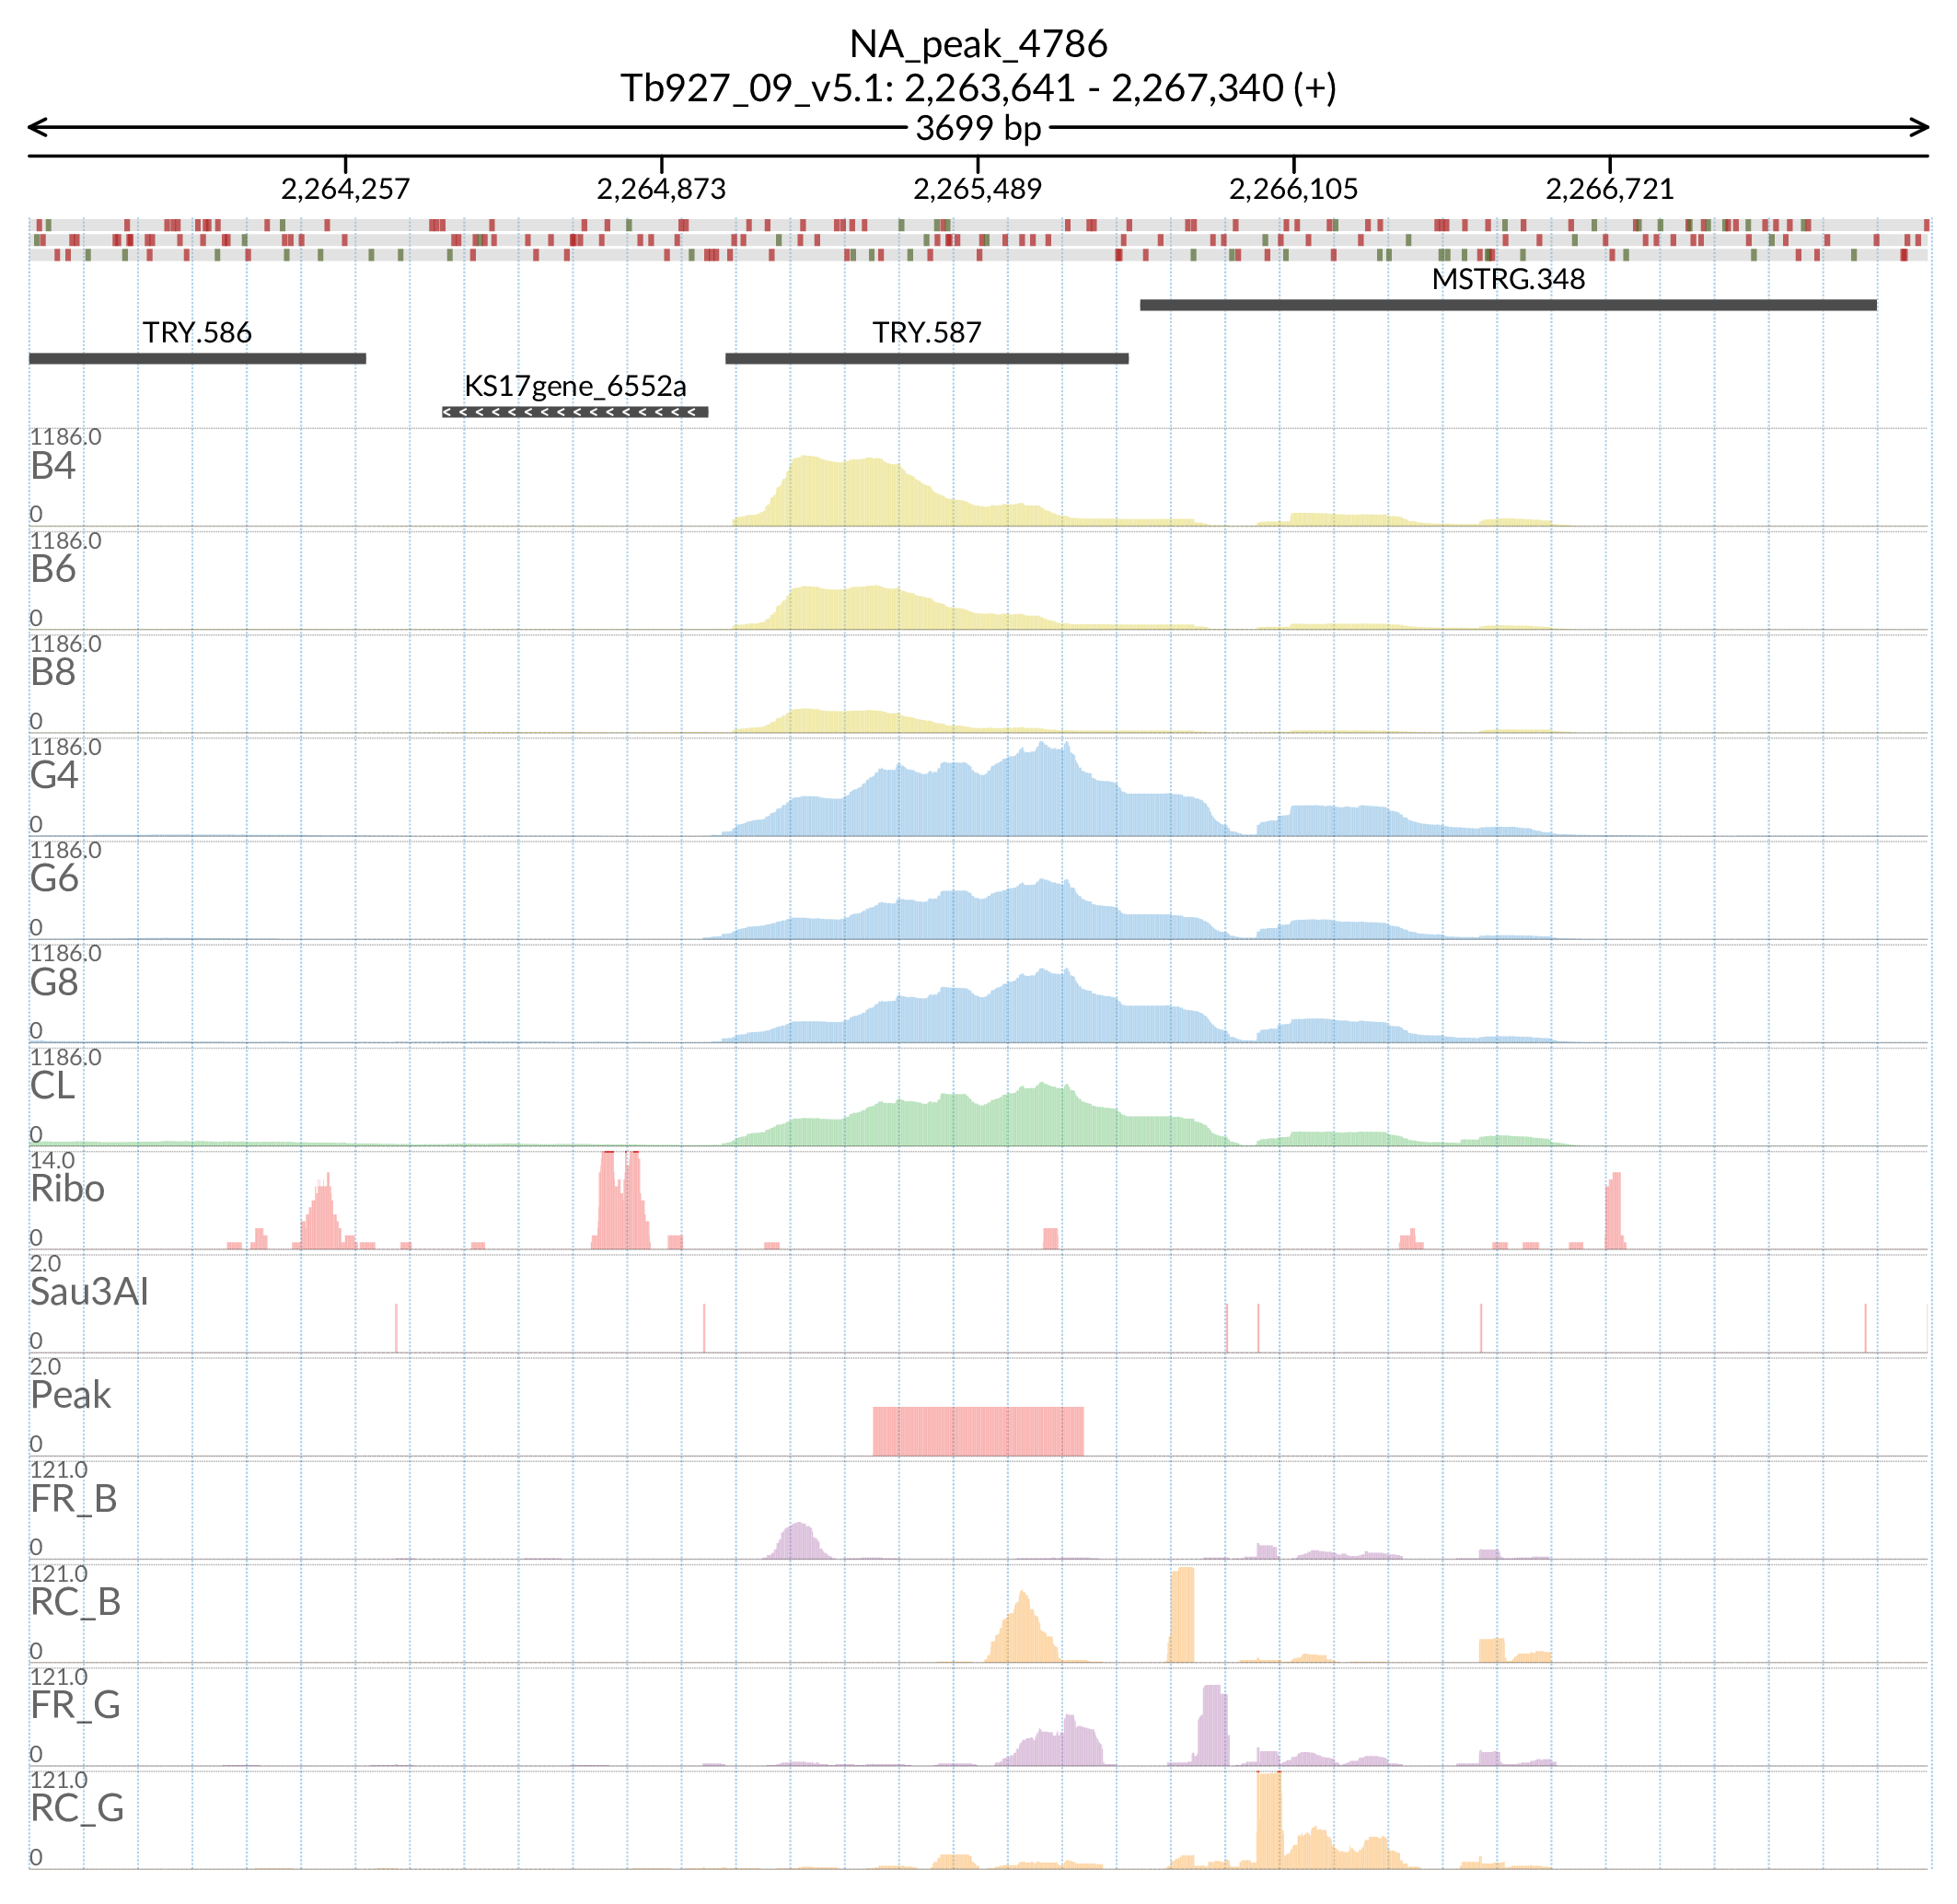 NA_peak_4786
Tb927_09_v5.1: 2,263,641 - 2,267,340 (+)
3699 bp
2,264,257 2,264,873 2,265,489 2,266,105 2,266,721
MSTRG.348
TRY.586 TRY.587
KS17gene_6552a
1186.0
B4
0
1186.0
B6
0
1186.0
B8
0
1186.0
G4
0
1186.0
G6
0
1186.0
G8
0
1186.0
CL
0
14.0
Ribo
0
2.0
Sau3AI
0
2.0
Peak
0
121.0
FR_B
0
121.0
RC_B
0
121.0
FR_G
0
121.0
RC_G
0